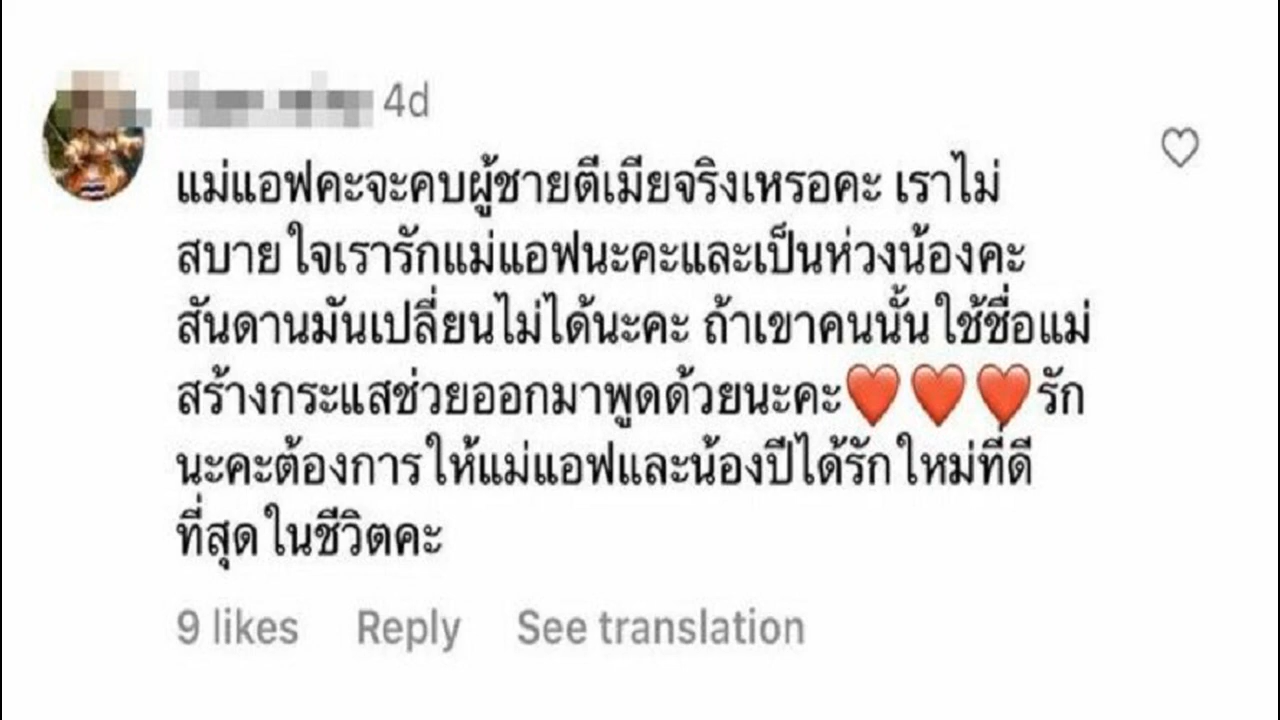 4d
แม่แอฟคะจะคบผู้ชายตีเมียจริงเหรอคะ เราไม่
สบายใจเรารักแม่แอฟนะคะและเป็นห่วงน้องคะ
สันดานมันเปลี่ยนไม่ได้นะคะ ถ้าเขาคนนั้นใช้ชื่อแม่
สร้างกระแสช่วยออกมาพูดด้วยนะคะ❤️❤️❤️รัก
นะคะต้องการให้แม่แอฟและน้องปีได้รักใหม่ที่ดี
ที่สุดในชีวิตคะ
9 likes Reply See translation